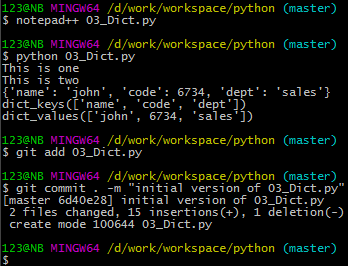 123@NB MINGW64 /d/work/workspace/python (master)
$ notepad++ 03_Dict.py
123@NB MINGW64 /d/work/workspace/python (master)
$ python 03_Dict.py
This is one
This is two
{'name': 'john', 'code': 6734, 'dept': 'sales'}
dict_keys(['name', 'code', 'dept'])
dict_values(['john', 6734, 'sales'])
123@NB MINGW64 /d/work/workspace/python (master)
$ git add 03_Dict.py
123@NB MINGW64 /d/work/workspace/python (master)
$ git commit . -m "initial version of 03_Dict.py"
[master 6d40e28] initial version of 03_Dict.py
2 files changed, 15 insertions(+), 1 deletion(-)
create mode 100644 03_Dict.py
123@NB MINGW64 /d/work/workspace/python (master)
$